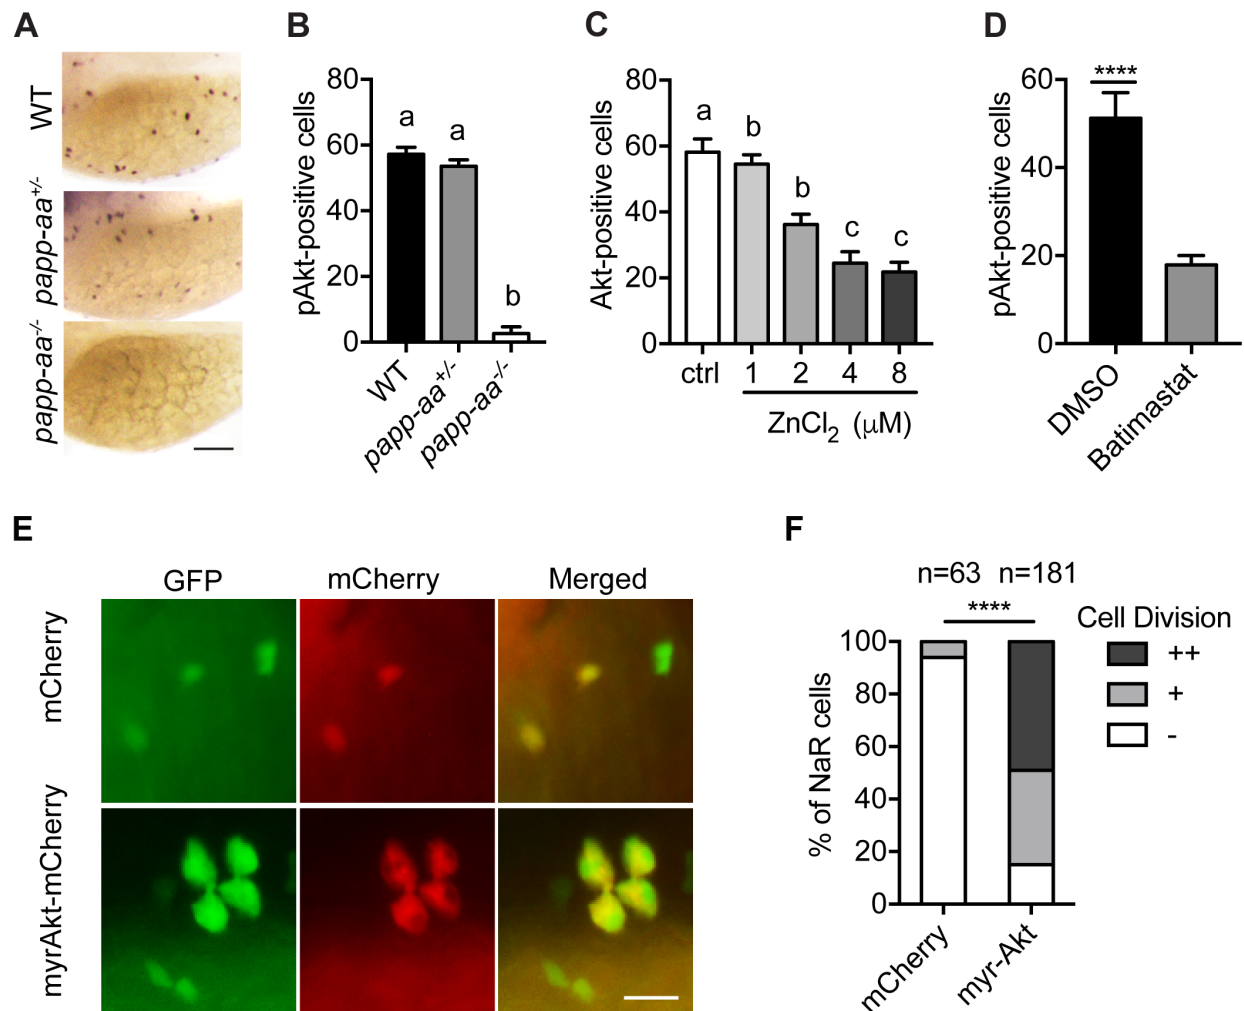 A
WT
papp-aa+/-
papp-aa-/-
B
pAkt-positive cells
80
60
40
20
0
a
a
b
WT
papp-aa+/-
papp-aa-/-
C
Akt-positive cells
80
60
40
20
0
a
b
b
c
c
ctrl 1 2 4 8
ZnCl2 (μM)
D
pAkt-positive cells
60
40
20
0
****
DMSO
Batimastat
E
GFP mCherry Merged
mCherry
myrAkt-mCherry
F
n=63 n=181
****
% of NaR cells
100
80
60
40
20
0
mCherry
myr-Akt
Cell Division
++
+
-